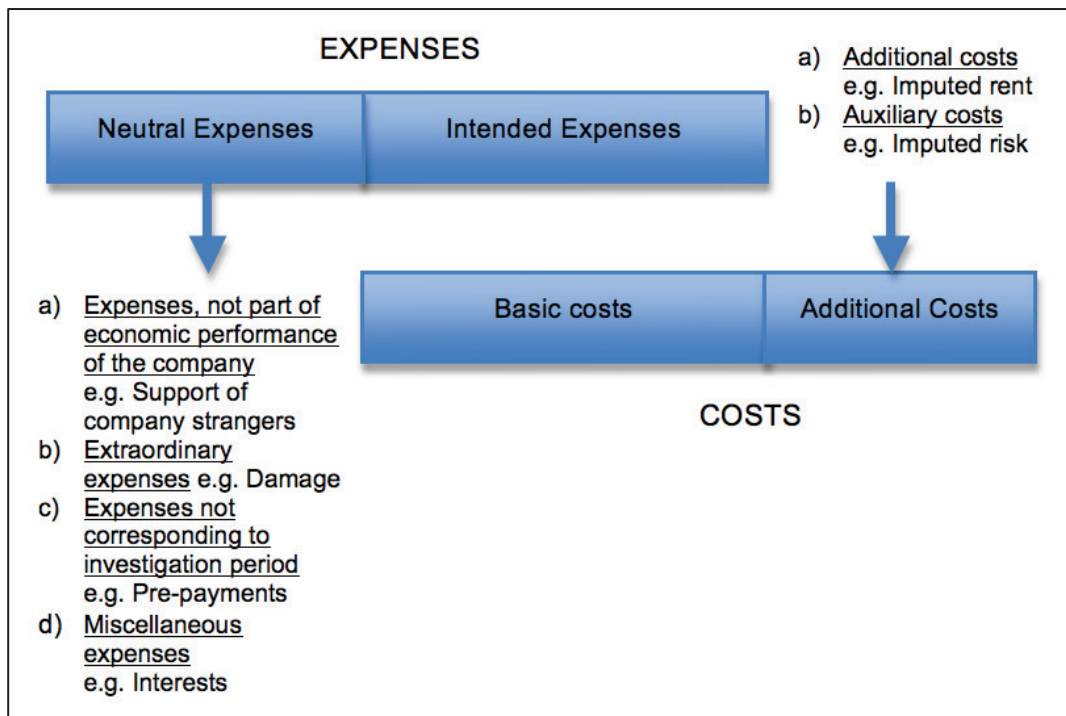 EXPENSES
Neutral Expenses
Intended Expenses
a) Additional costs
e.g. Imputed rent
b) Auxiliary costs
e.g. Imputed risk
Basic costs
Additional Costs
COSTS
a) Expenses, not part of
economic performance
of the company
e.g. Support of
company strangers
b) Extraordinary
expenses e.g. Damage
c) Expenses not
corresponding to
investigation period
e.g. Pre-payments
d) Miscellaneous
expenses
e.g. Interests